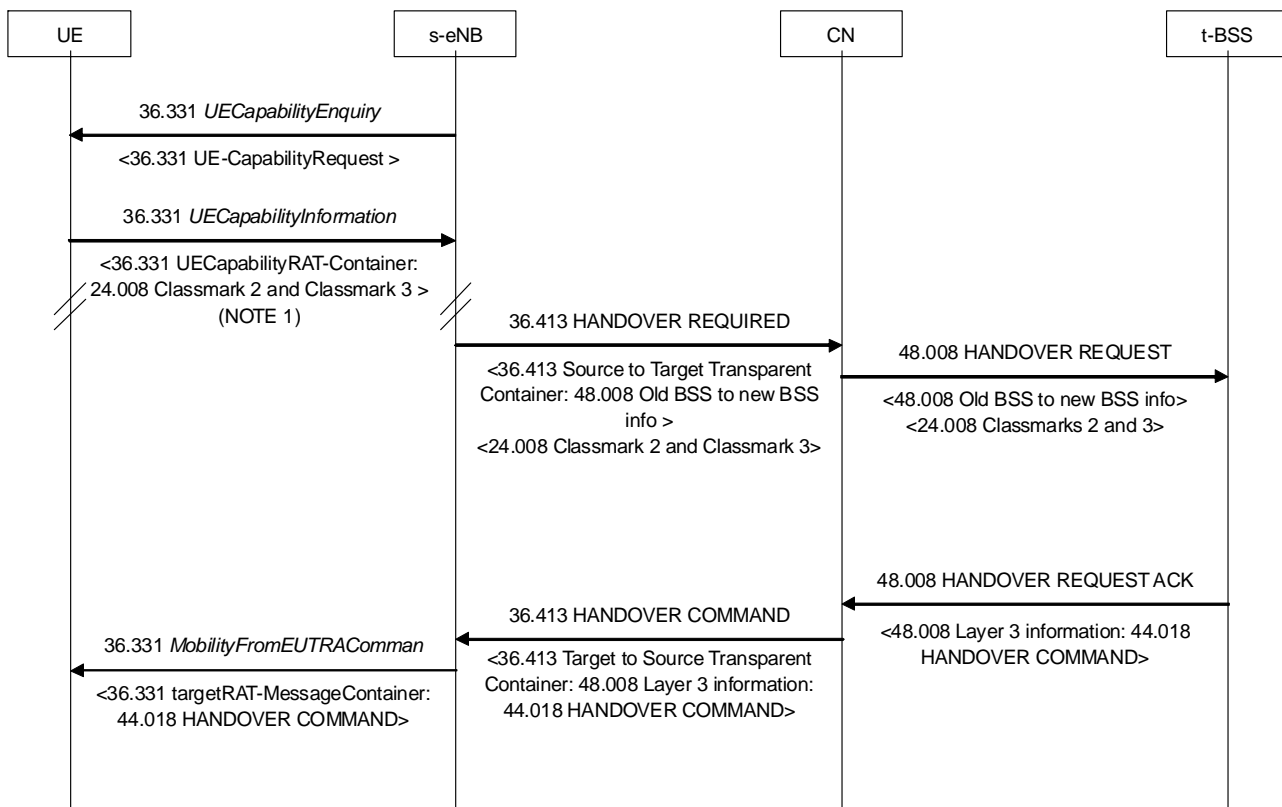 UE
s-eNB
CN
t-BSS
36.331 UECapabilityEnquiry
<36.331 UE-CapabilityRequest >
36.331 UECapabilityInformation
<36.331 UECapabilityRAT-Container:
24.008 Classmark 2 and Classmark 3 >
(NOTE 1)
36.413 HANDOVER REQUIRED
<36.413 Source to Target Transparent
Container: 48.008 Old BSS to new BSS
info >
<24.008 Classmark 2 and Classmark 3>
48.008 HANDOVER REQUEST
<48.008 Old BSS to new BSS info>
<24.008 Classmarks 2 and 3>
48.008 HANDOVER REQUEST ACK
<48.008 Layer 3 information: 44.018
HANDOVER COMMAND>
36.413 HANDOVER COMMAND
<36.413 Target to Source Transparent
Container: 48.008 Layer 3 information:
44.018 HANDOVER COMMAND>
36.331 MobilityFromEUTRAComman
<36.331 targetRAT-MessageContainer:
44.018 HANDOVER COMMAND>